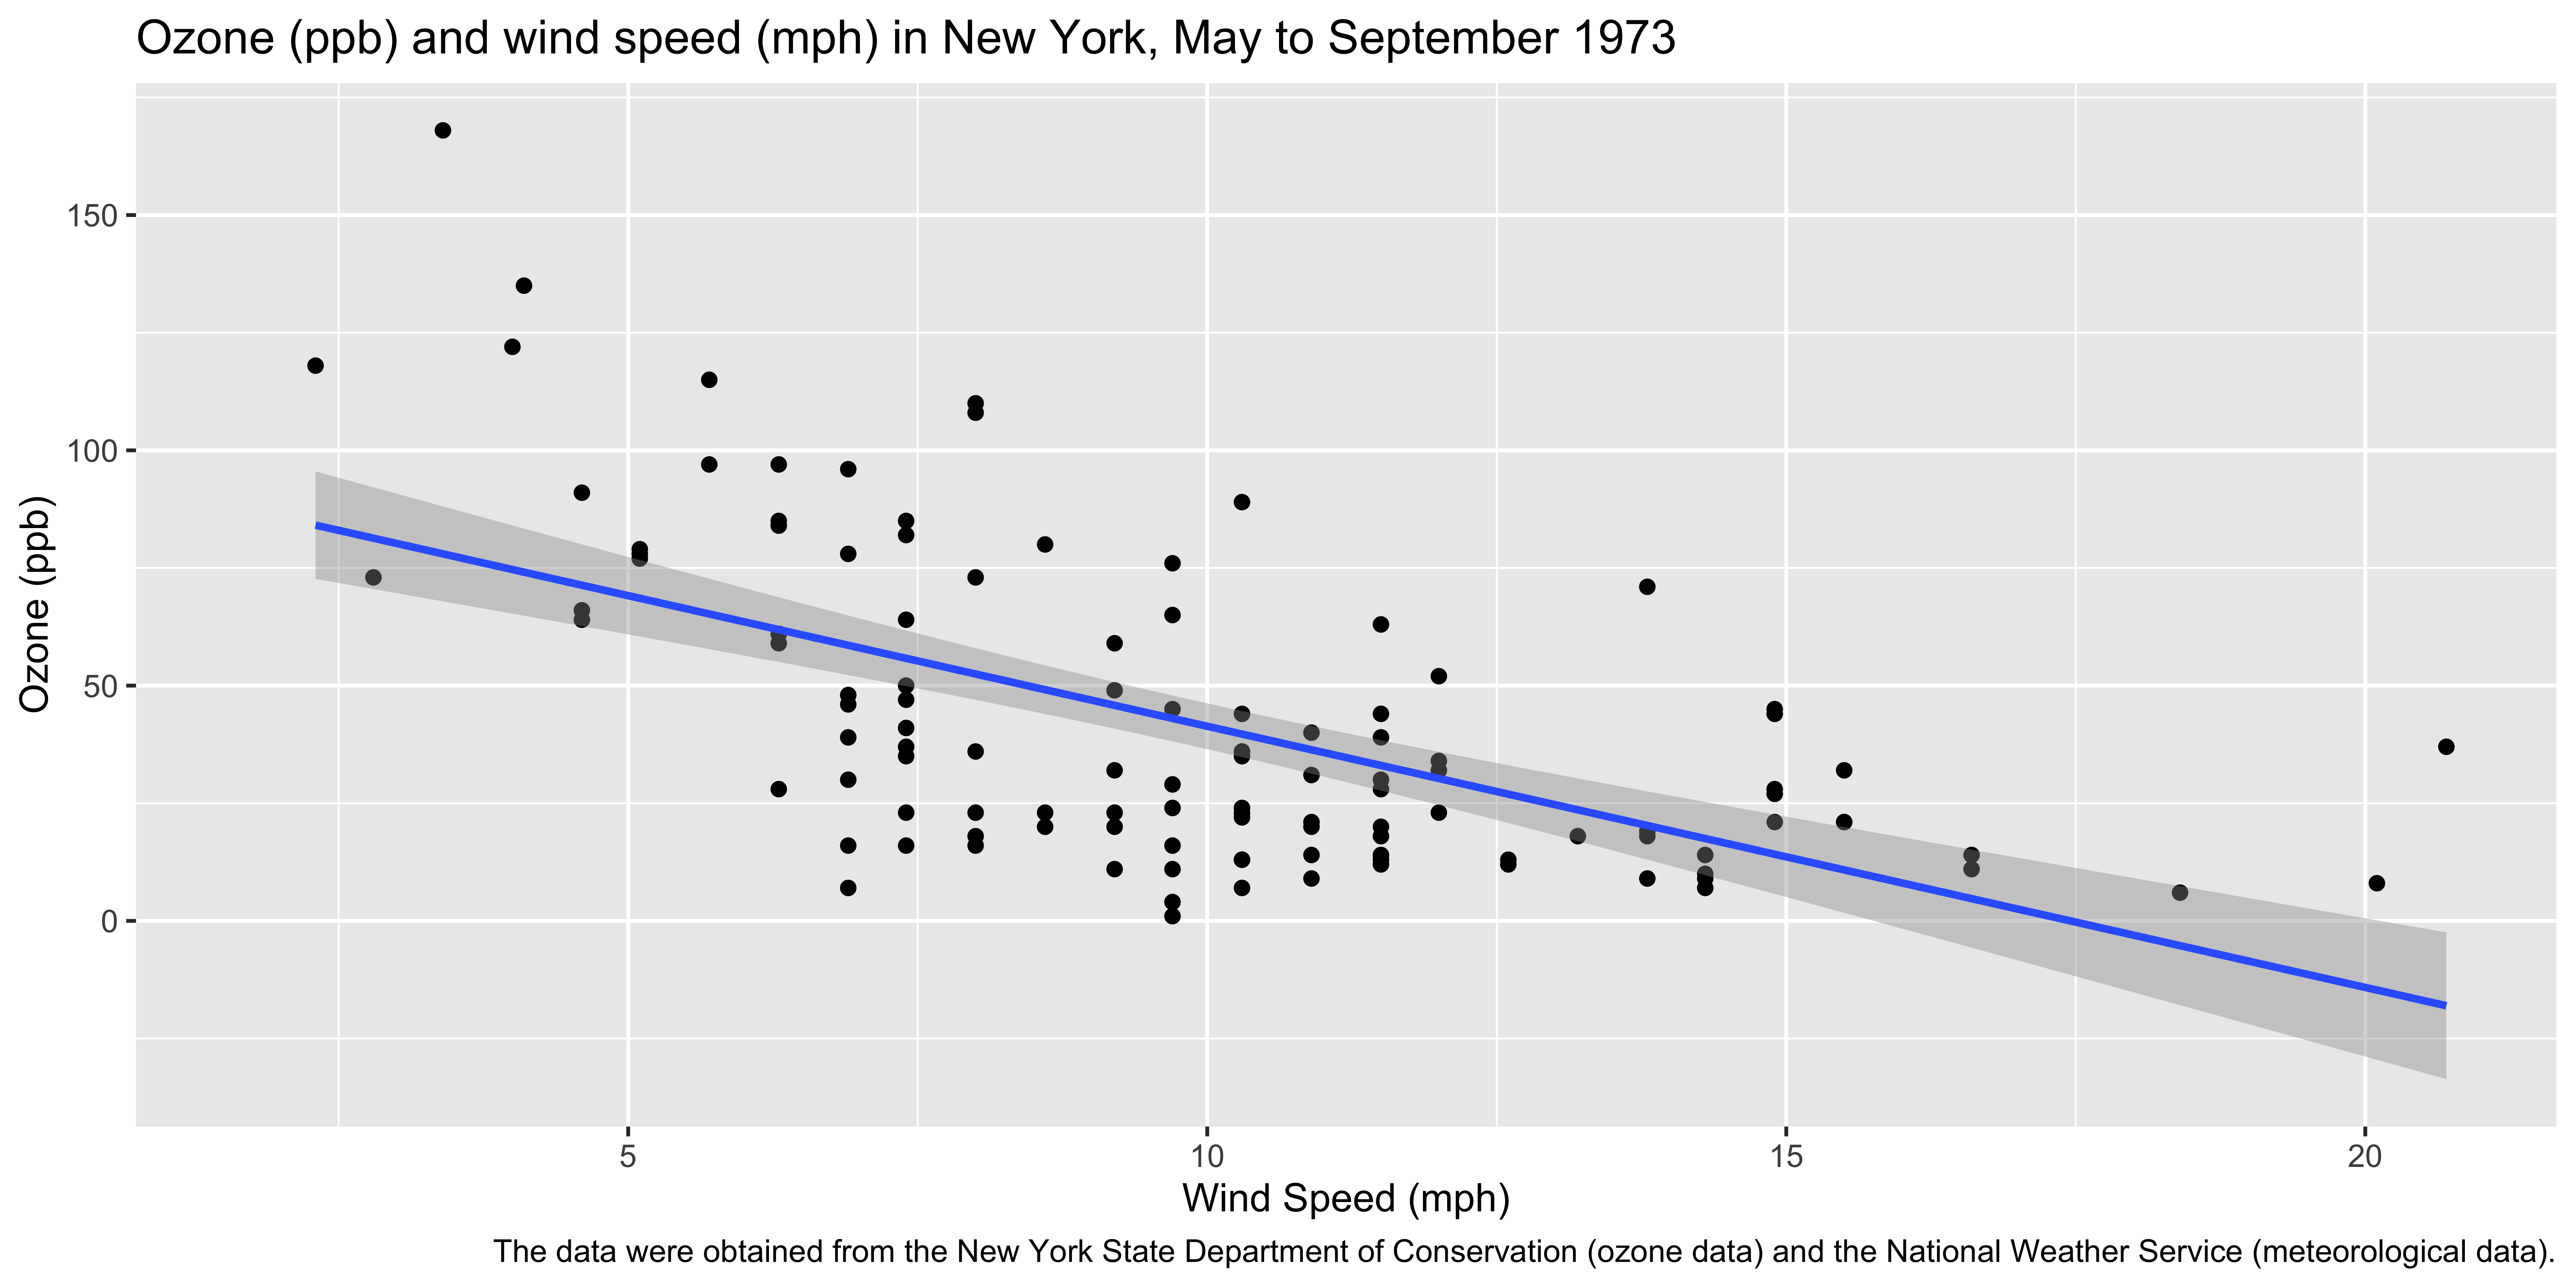 Ozone (ppb) and wind speed (mph) in New York, May to September 1973
Ozone (ppb)
150
100
50
0
5 10 15 20
Wind Speed (mph)
The data were obtained from the New York State Department of Conservation (ozone data) and the National Weather Service (meteorological data).